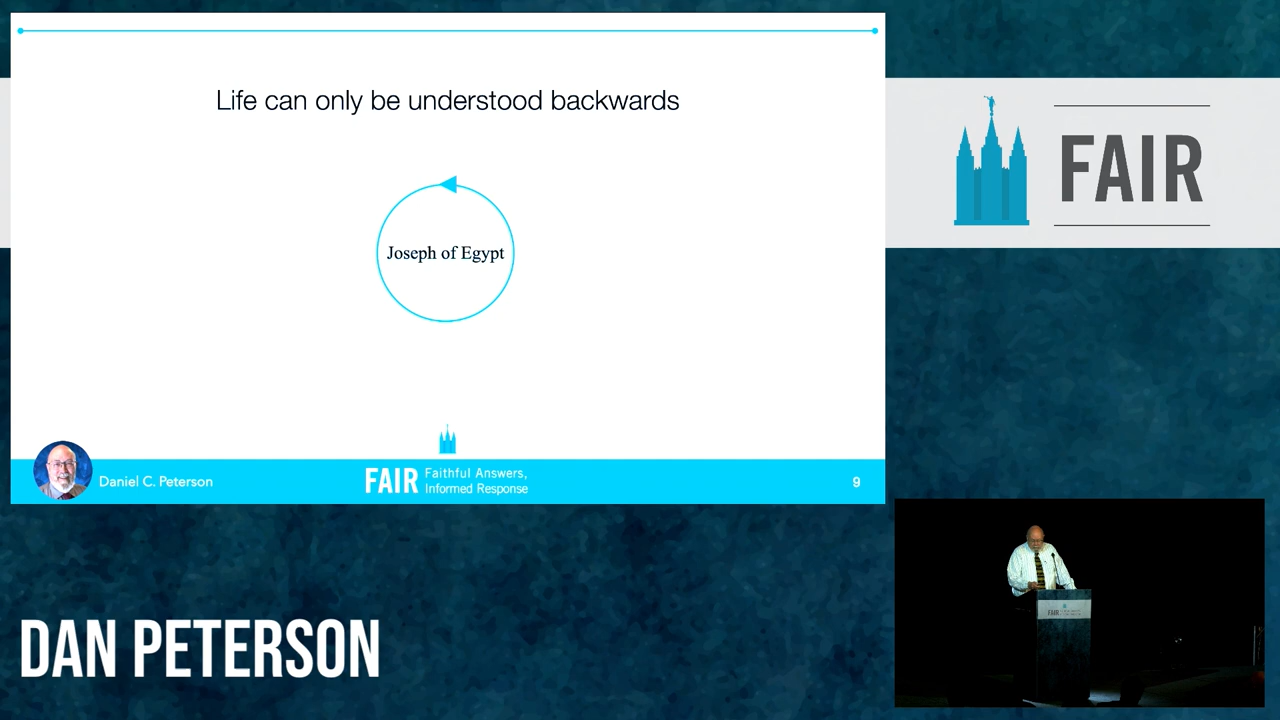 Life can only be understood backwards
Joseph of Egypt
Daniel C. Peterson
FAIR
Faithful Answers,
Informed Response
9
FAIR
DAN PETERSON
FAIR